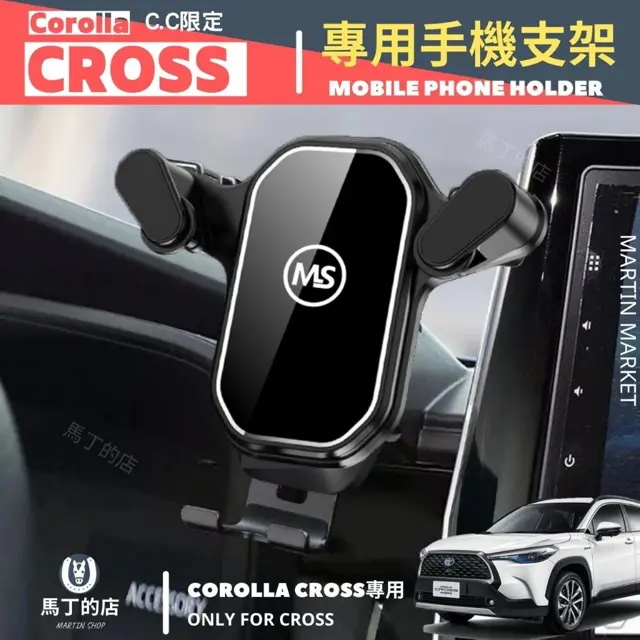 Corolla C.C限定
CROSS
專用手機支架
MOBILE PHONE HOLDER
馬丁的店
MS
MARTIN MARKET
馬丁的店
馬丁的店
MARTIN SHOP
ACCESSORY
COROLLA CROSS專用
ONLY FOR CROSS